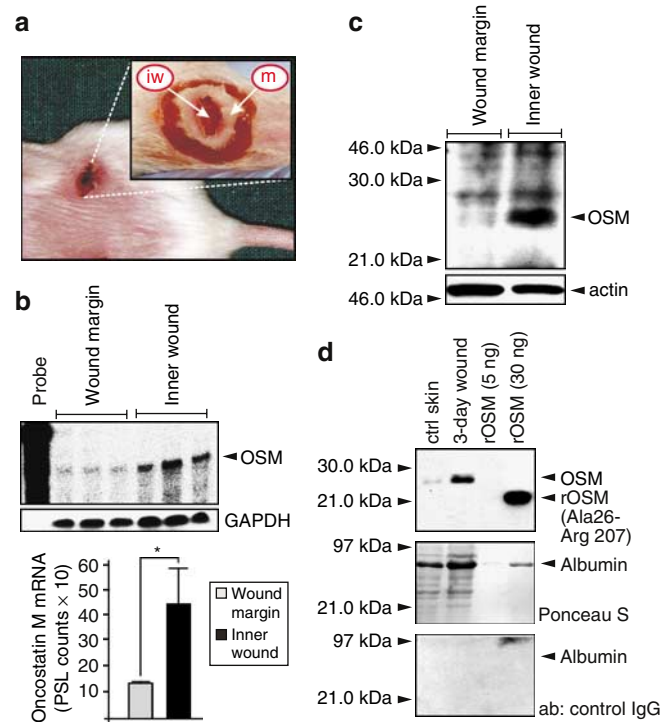 a
iw
m
b
Probe
Wound margin
Inner wound
OSM
GAPDH
Oncostatin M mRNA
(PSL counts × 10)
60
50
40
30
20
10
*
Wound
margin
Inner
wound
c
Wound margin
Inner wound
46.0 kDa
30.0 kDa
OSM
21.0 kDa
46.0 kDa
actin
d
ctrl skin
3-day wound
rOSM (5 ng)
rOSM (30 ng)
30.0 kDa
OSM
21.0 kDa
rOSM
(Ala26-
Arg 207)
97 kDa
Albumin
21.0 kDa
Ponceau S
97 kDa
Albumin
21.0 kDa
ab: control IgG